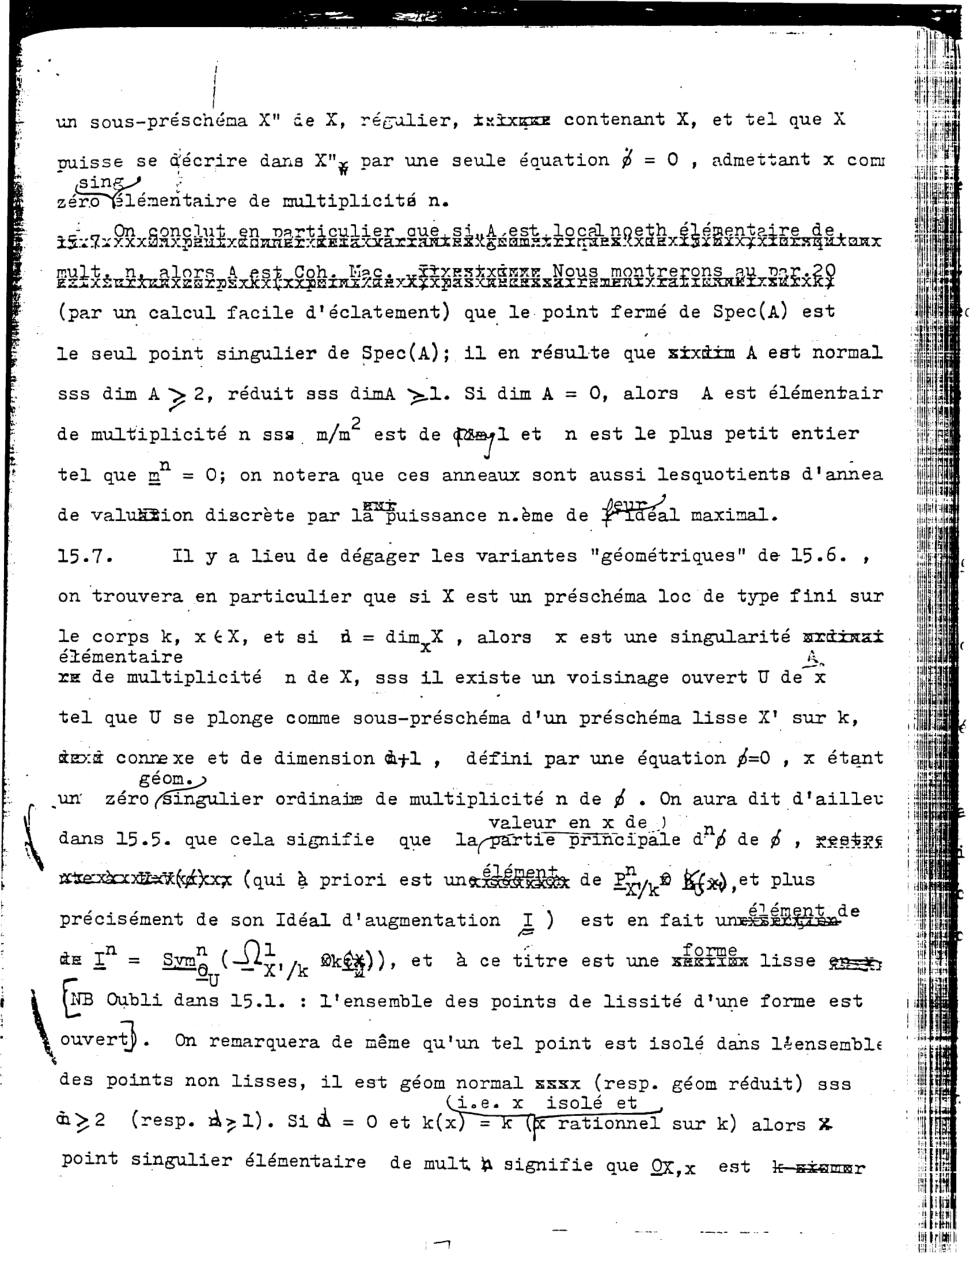 un sous-préschéma X" de X, régulier, contenant X, et tel que X
puisse se décrire dans X" par une seule équation ∅ = 0 , admettant x com
sing
zéro élémentaire de multiplicité n.
On conclut en particulier que si A est local noeth élémentaire de
mult. n, alors A est Coh. Mac. Nous montrerons au par.20
(par un calcul facile d'éclatement) que le point fermé de Spec(A) est
le seul point singulier de Spec(A); il en résulte que A est normal
sss dim A ⩾ 2, réduit sss dimA ⩾ 1. Si dim A = 0, alors A est élémentair
de multiplicité n sss m/m² est de 1 et n est le plus petit entier
tel que m^n = 0; on notera que ces anneaux sont aussi lesquotients d'annea
de valuation discrète par la puissance n.ème de leur idéal maximal.
15.7. Il y a lieu de dégager les variantes "géométriques" de 15.6. ,
on trouvera en particulier que si X est un préschéma loc de type fini sur
le corps k, x ∈ X, et si d = dim_x X , alors x est une singularité
élémentaire
de multiplicité n de X, sss il existe un voisinage ouvert U de x
tel que U se plonge comme sous-préschéma d'un préschéma lisse X' sur k,
connexe et de dimension d+1 , défini par une équation ∅=0 , x étant
géom.
un zéro singulier ordinaire de multiplicité n de ∅ . On aura dit d'ailleu
valeur en x de
dans 15.5. que cela signifie que la partie principale d^n∅ de ∅ ,
(qui à priori est un élément de P^n_X'/k ⊗ k(x), et plus
précisément de son Idéal d'augmentation I ) est en fait un élément de
I^n = Sym^n_O_U (Ω^1_X'/k ⊗k(x)), et à ce titre est une forme lisse
[NB Oubli dans 15.1. : l'ensemble des points de lissité d'une forme est
ouvert]. On remarquera de même qu'un tel point est isolé dans l'ensemble
des points non lisses, il est géom normal (resp. géom réduit) sss
d ⩾ 2 (resp. d ⩾ 1). Si d = 0 et k(x) = k (i.e. x isolé et x rationnel sur k) alors x
point singulier élémentaire de mult n signifie que O_X,x est